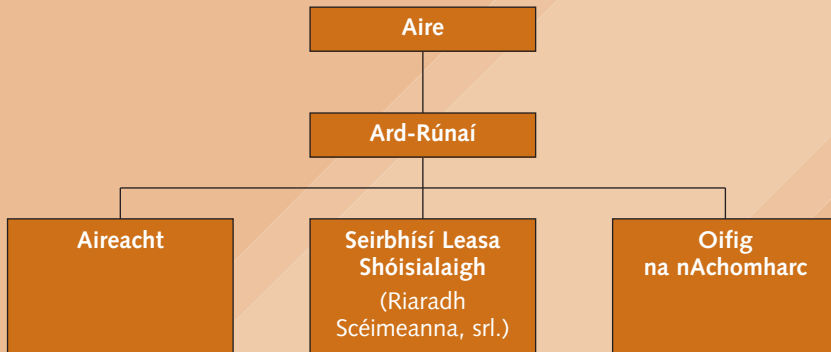 Aire
Ard-Rúnaí
Aireacht
Seirbhísí Leasa
Shóisialaigh
(Riaradh
Scéimeanna, srl.)
Oifig
na nAchomharc